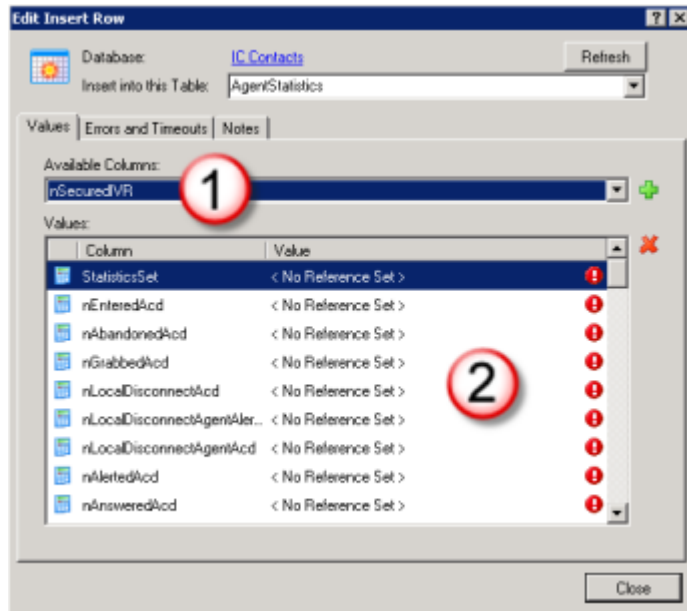 Edit Insert Row
Database: IC Contacts Refresh
Insert into this Table: AgentStatistics
Values Errors and Timeouts Notes
Available Columns:
nSecuredIVR
1
Values:
Column Value
StatisticsSet < No Reference Set >
nEnteredAcd < No Reference Set >
nAbandonedAcd < No Reference Set >
nGrabbedAcd < No Reference Set >
2
nLocalDisconnectAcd < No Reference Set >
nLocalDisconnectAgentAler... < No Reference Set >
nLocalDisconnectAgentAcd < No Reference Set >
nAlertedAcd < No Reference Set >
nAnsweredAcd < No Reference Set >
Close